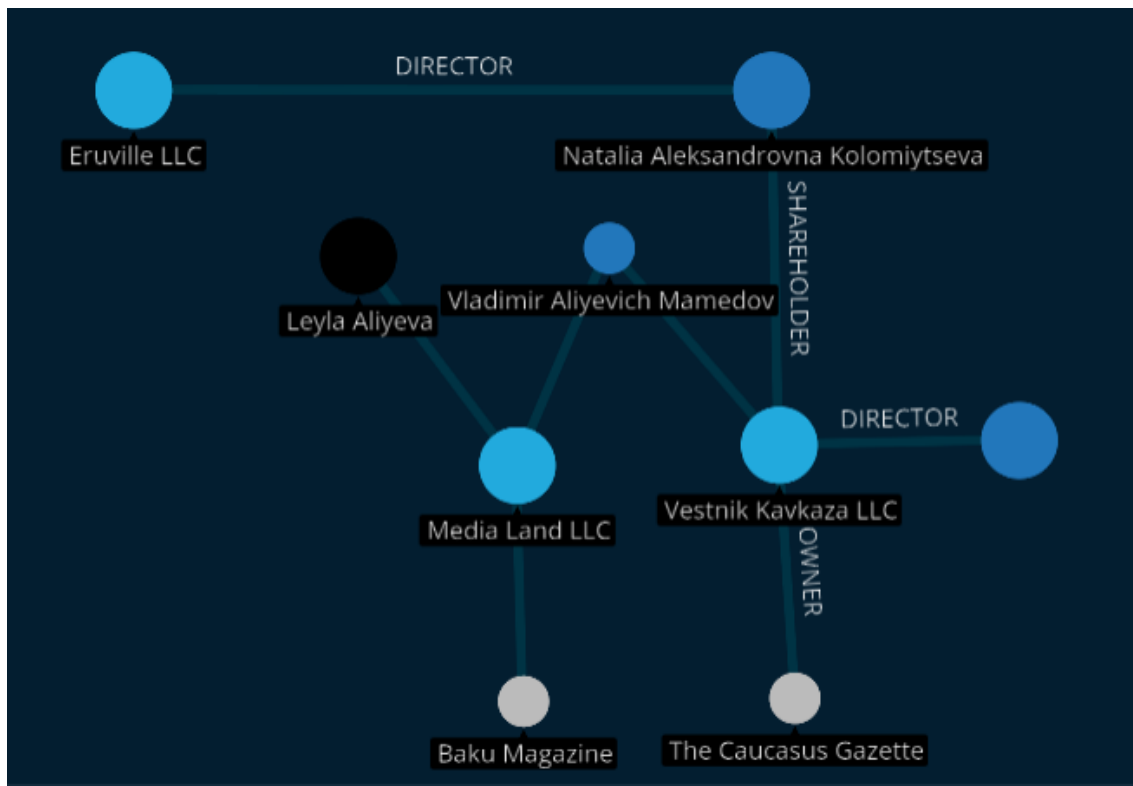 DIRECTOR
Eruville LLC
Natalia Aleksandrovna Kolomiytseva
SHAREHOLDER
Vladimir Aliyevich Mamedov
Leyla Aliyeva
DIRECTOR
Vestnik Kavkaza LLC
Media Land LLC
OWNER
Baku Magazine
The Caucasus Gazette